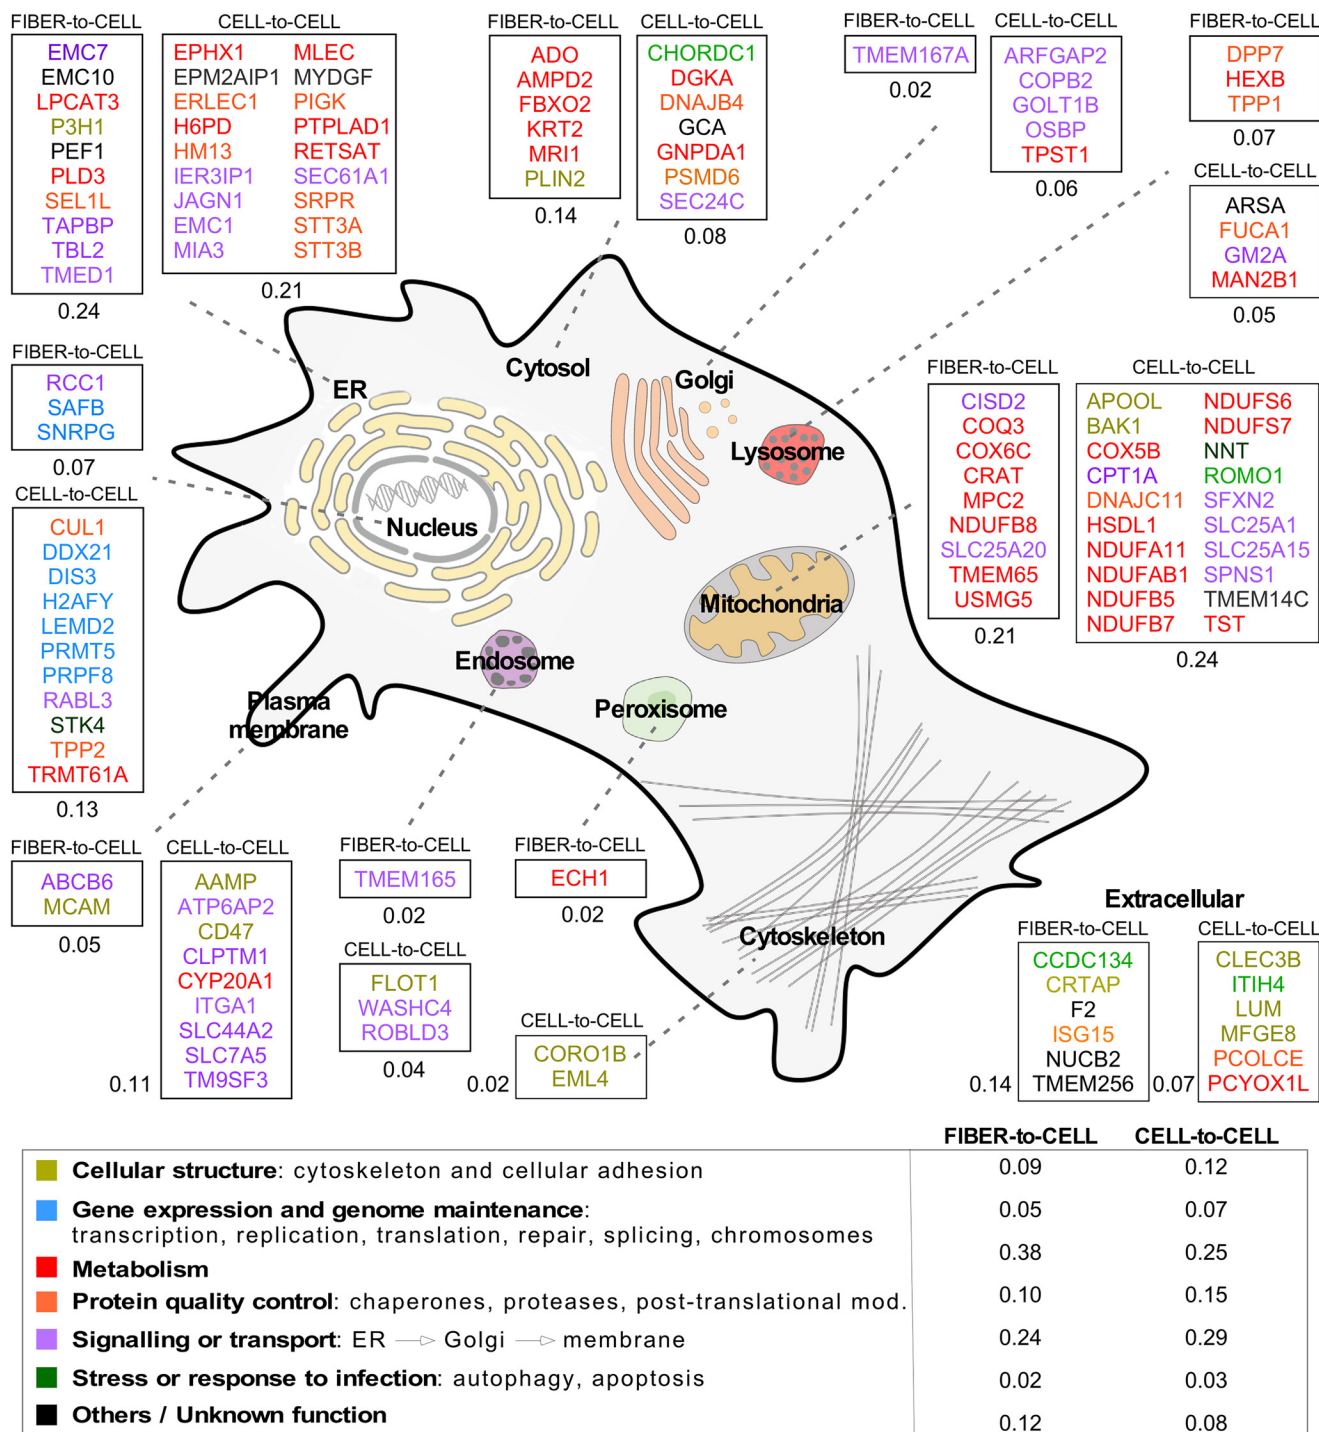 FIBER-to-CELL
EMC7
EMC10
LPCAT3
P3H1
PEF1
PLD3
SEL1L
TAPBP
TBL2
TMED1
0.24
CELL-to-CELL
EPHX1 MLEC
EPM2AIP1 MYDGF
ERLEC1 PIGK
H6PD PTPLAD1
HM13 RETSAT
IER3IP1 SEC61A1
JAGN1 SRPR
EMC1 STT3A
MIA3 STT3B
0.21
FIBER-to-CELL
ADO
AMPD2
FBXO2
KRT2
MRI1
PLIN2
0.14
CELL-to-CELL
CHORDC1
DGKA
DNAJB4
GCA
GNPDA1
PSMD6
SEC24C
0.08
FIBER-to-CELL
TMEM167A
0.02
CELL-to-CELL
ARFGAP2
COPB2
GOLT1B
OSBP
TPST1
0.06
FIBER-to-CELL
DPP7
HEXB
TPP1
0.07
CELL-to-CELL
ARSA
FUCA1
GM2A
MAN2B1
0.05
FIBER-to-CELL
RCC1
SAFB
SNRPG
0.07
CELL-to-CELL
CUL1
DDX21
DIS3
H2AFY
LEMD2
PRMT5
PRPF8
RABL3
STK4
TPP2
TRMT61A
0.13
ER
Cytosol
Golgi
Lysosome
Nucleus
Mitochondria
Endosome
Peroxisome
Plasma
membrane
Cytoskeleton
FIBER-to-CELL
CISD2
COQ3
COX6C
CRAT
MPC2
NDUFB8
SLC25A20
TMEM65
USMG5
0.21
CELL-to-CELL
APOOL NDUFS6
BAK1 NDUFS7
COX5B NNT
CPT1A ROMO1
DNAJC11 SFXN2
HSDL1 SLC25A1
NDUFA11 SLC25A15
NDUFAB1 SPNS1
NDUFB5 TMEM14C
NDUFB7 TST
0.24
FIBER-to-CELL
ABCB6
MCAM
0.05
CELL-to-CELL
AAMP
ATP6AP2
CD47
CLPTM1
CYP20A1
ITGA1
SLC44A2
SLC7A5
TM9SF3
0.11
FIBER-to-CELL
TMEM165
0.02
CELL-to-CELL
FLOT1
WASHC4
ROBLD3
0.04
FIBER-to-CELL
ECH1
0.02
CELL-to-CELL
CORO1B
EML4
0.02
Extracellular
FIBER-to-CELL
CCDC134
CRTAP
F2
ISG15
NUCB2
TMEM256
0.14
CELL-to-CELL
CLEC3B
ITIH4
LUM
MFGE8
PCOLCE
PCYOX1L
0.07
FIBER-to-CELL CELL-to-CELL
Cellular structure: cytoskeleton and cellular adhesion 0.09 0.12
Gene expression and genome maintenance: 0.05 0.07
transcription, replication, translation, repair, splicing, chromosomes
Metabolism 0.38 0.25
Protein quality control: chaperones, proteases, post-translational mod. 0.10 0.15
Signalling or transport: ER → Golgi → membrane 0.24 0.29
Stress or response to infection: autophagy, apoptosis 0.02 0.03
Others / Unknown function 0.12 0.08